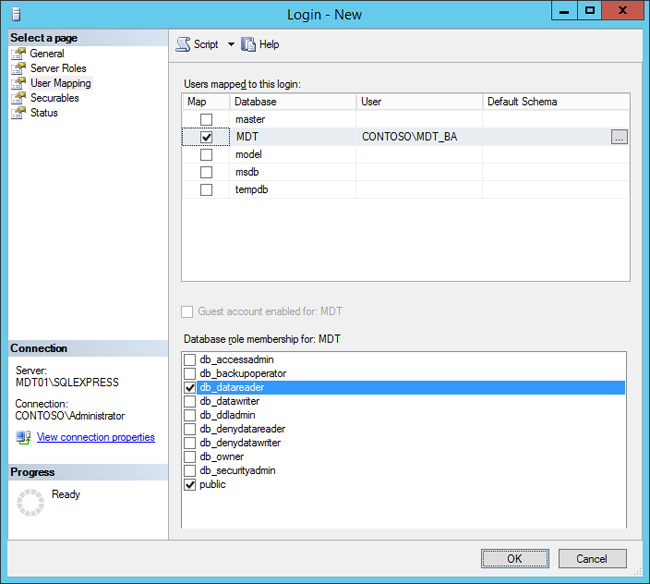 Login - New
Select a page
General
Server Roles
User Mapping
Securables
Status
Script Help
Users mapped to this login:
Map Database User Default Schema
master
MDT CONTOSO\MDT_BA ...
model
msdb
tempdb
Guest account enabled for: MDT
Database role membership for: MDT
db_accessadmin
db_backupoperator
db_datareader
db_datawriter
db_ddladmin
db_denydatareader
db_denydatawriter
db_owner
db_securityadmin
public
Connection
Server:
MDT01\SQLEXPRESS
Connection:
CONTOSO\Administrator
View connection properties
Progress
Ready
OK Cancel